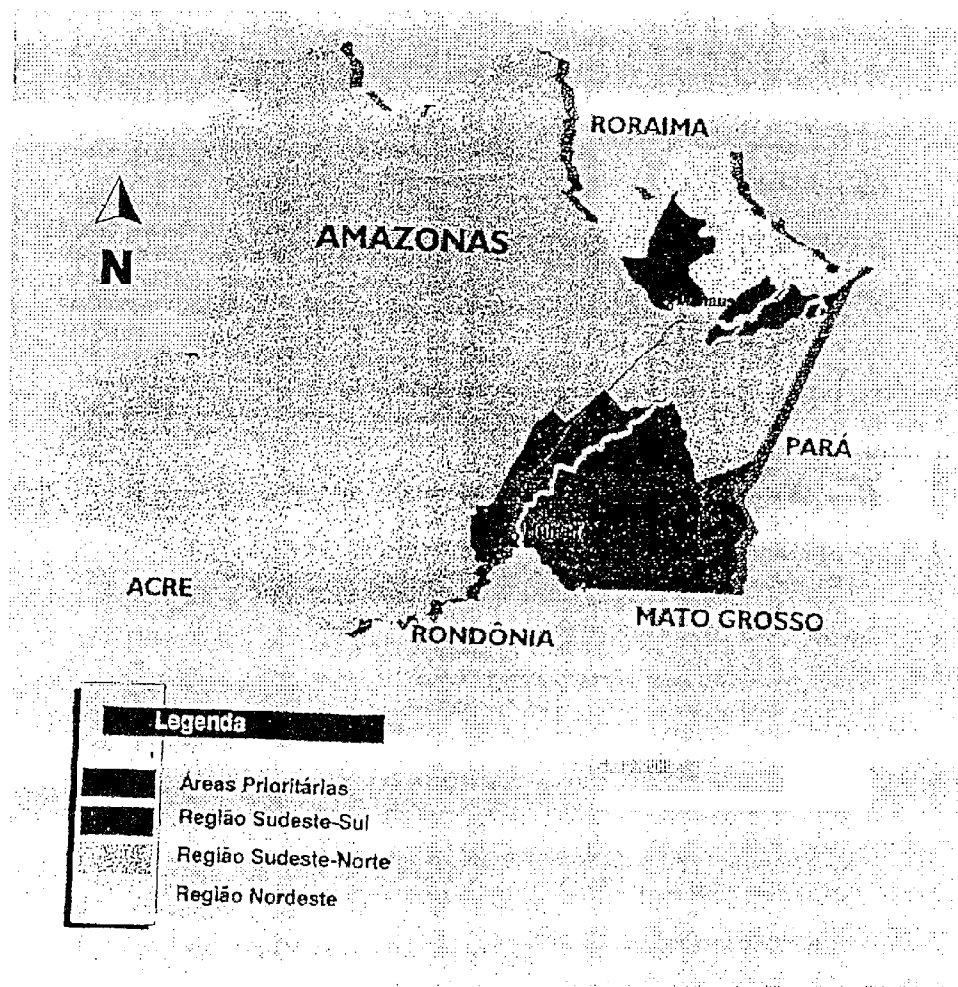 RORAIMA
AMAZONAS
N
PARÁ
ACRE
MATO GROSSO
RONDÔNIA
Legenda
Áreas Prioritárias
Região Sudeste-Sul
Região Sudeste-Norte
Região Nordeste